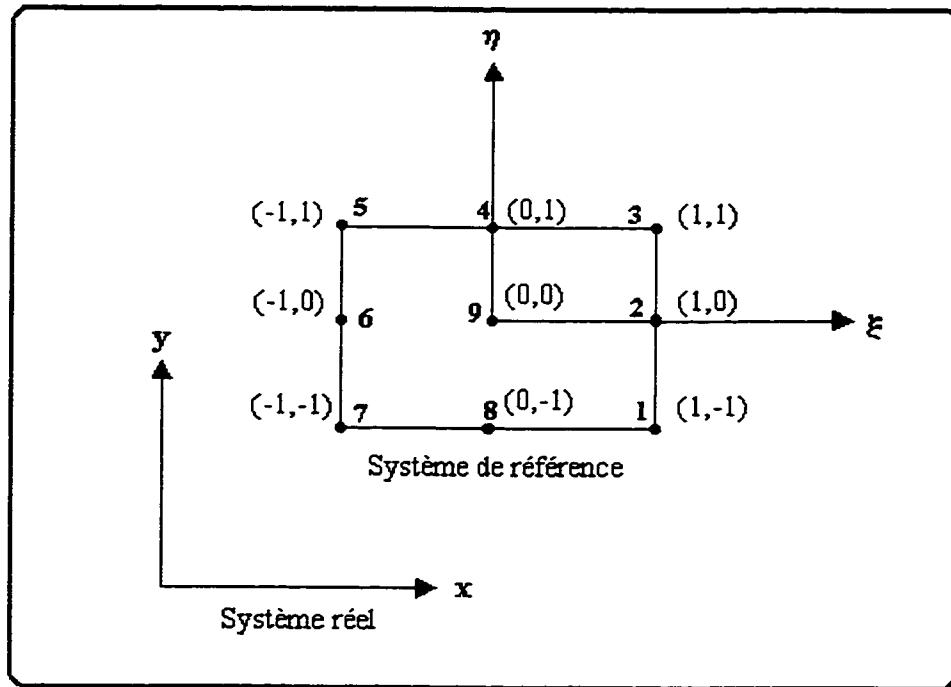 η
(-1,1) 5 4 (0,1) 3 (1,1)
(-1,0) 6 9 (0,0) 2 (1,0) ξ
y
(-1,-1) 7 8 (0,-1) 1 (1,-1)
Système de référence
x
Système réel